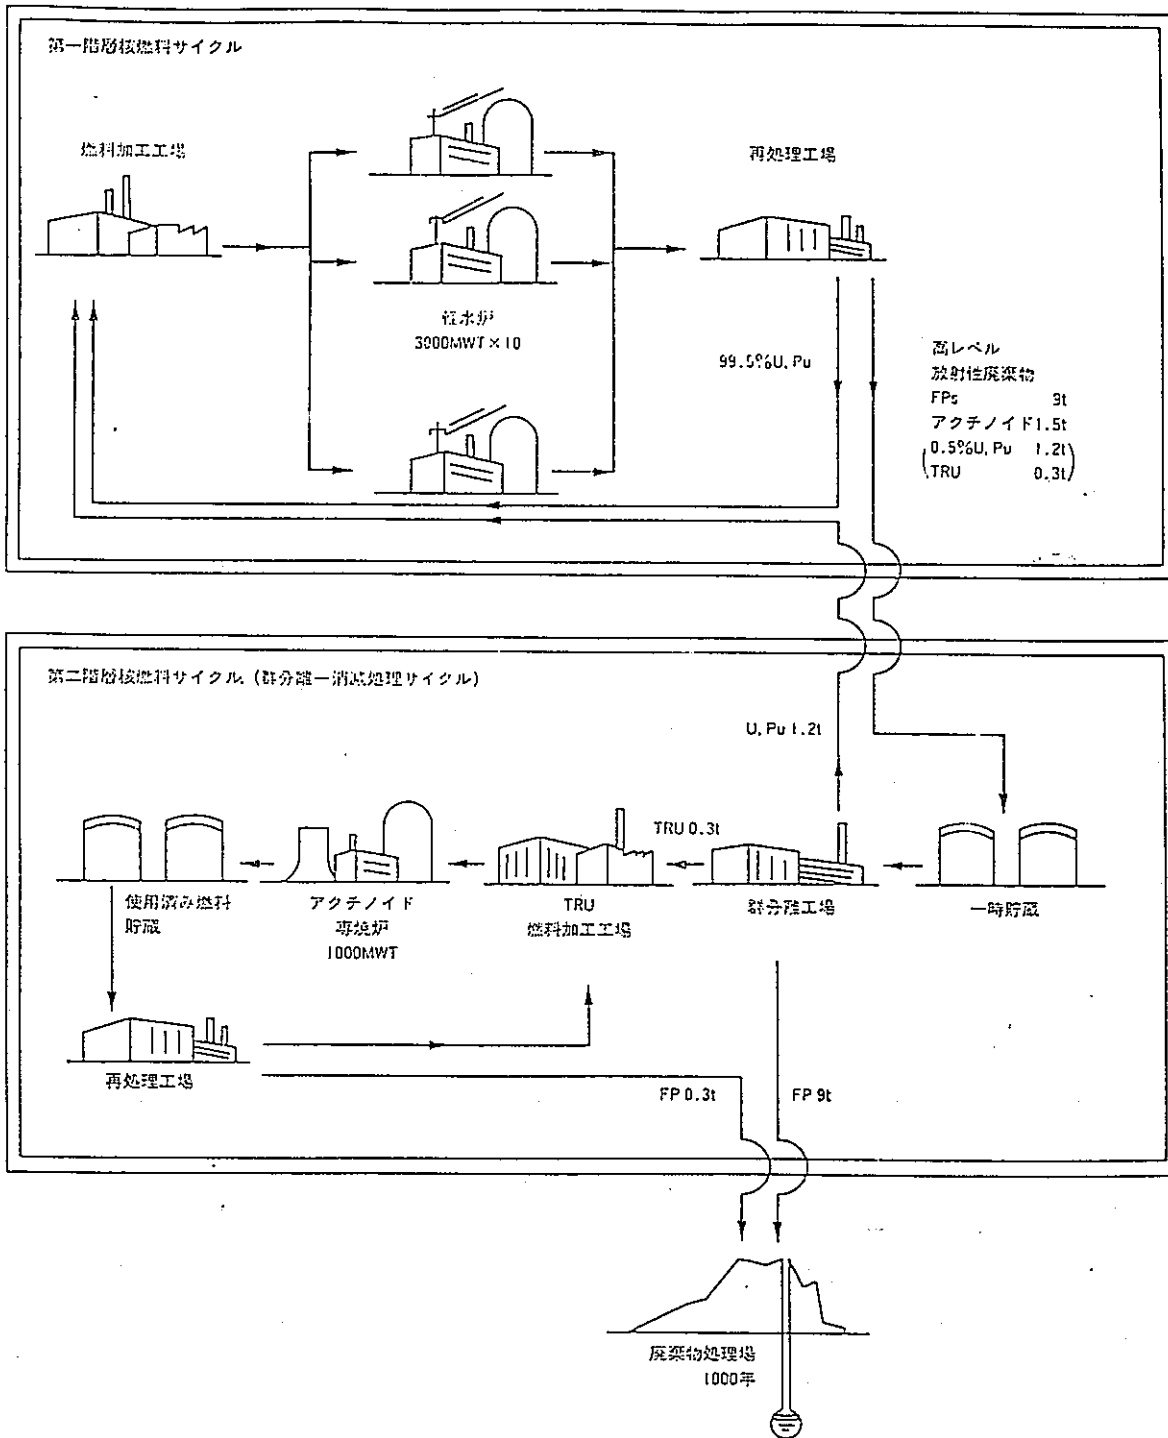 第一階層核燃料サイクル
燃料加工工場
再処理工場
軽水炉
3000MWT×10
99.5%U,Pu
高レベル
放射性廃棄物
FPs 9t
アクチノイド1.5t
(0.5%U,Pu 1.2t)
(TRU 0.3t)
第二階層核燃料サイクル.(群分離-消滅処理サイクル)
U,Pu 1.2t
TRU 0.3t
使用済み燃料
貯蔵
アクチノイド
専焼炉
1000MWT
TRU
燃料加工工場
群分離工場
一時貯蔵
再処理工場
FP 0.3t
FP 9t
廃棄物処理場
1000年